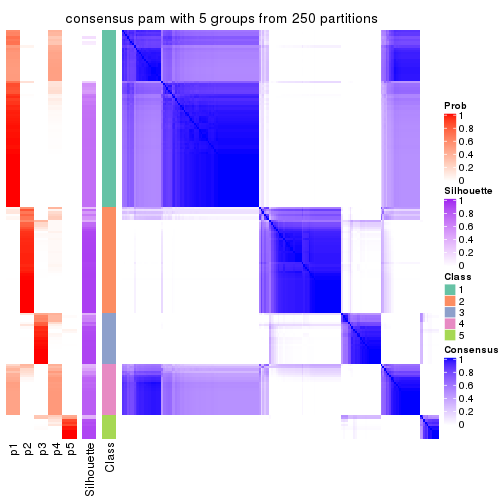 consensus pam with 5 groups from 250 partitions
Prob
1
0.8
0.6
0.4
0.2
0
Silhouette
1
0.8
0.6
0.4
0.2
0
Class
1
2
3
4
5
Consensus
1
0.8
0.6
0.4
0.2
0
p1
p2
p3
p4
p5
Silhouette
Class